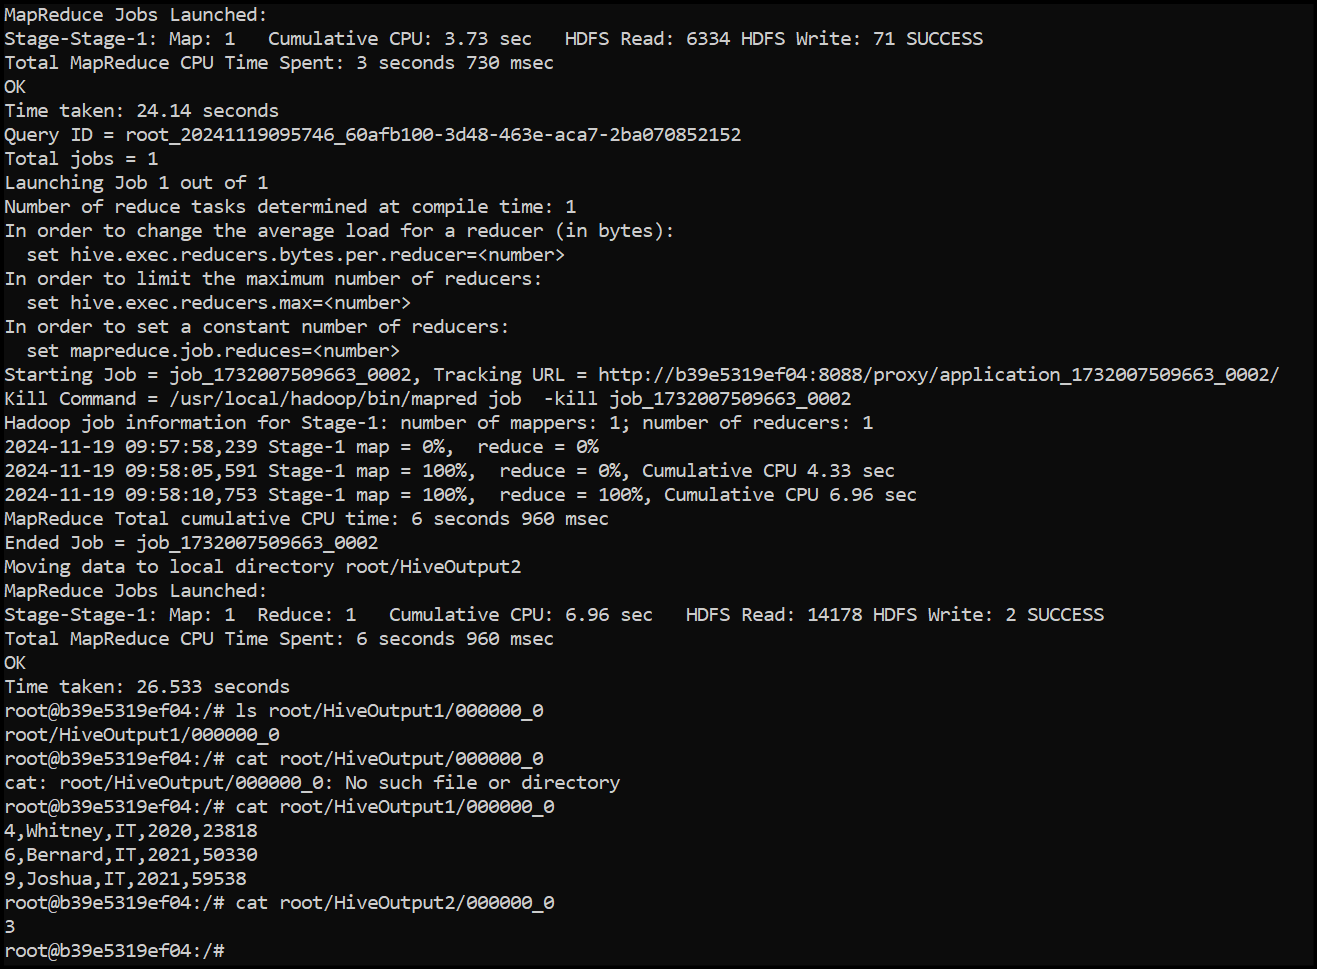 MapReduce Jobs Launched:
Stage-Stage-1: Map: 1   Cumulative CPU: 3.73 sec   HDFS Read: 6334 HDFS Write: 71 SUCCESS
Total MapReduce CPU Time Spent: 3 seconds 730 msec
OK
Time taken: 24.14 seconds
Query ID = root_20241119095746_60afb100-3d48-463e-aca7-2ba070852152
Total jobs = 1
Launching Job 1 out of 1
Number of reduce tasks determined at compile time: 1
In order to change the average load for a reducer (in bytes):
  set hive.exec.reducers.bytes.per.reducer=<number>
In order to limit the maximum number of reducers:
  set hive.exec.reducers.max=<number>
In order to set a constant number of reducers:
  set mapreduce.job.reduces=<number>
Starting Job = job_1732007509663_0002, Tracking URL = http://b39e5319ef04:8088/proxy/application_1732007509663_0002/
Kill Command = /usr/local/hadoop/bin/mapred job  -kill job_1732007509663_0002
Hadoop job information for Stage-1: number of mappers: 1; number of reducers: 1
2024-11-19 09:57:58,239 Stage-1 map = 0%,  reduce = 0%
2024-11-19 09:58:05,591 Stage-1 map = 100%,  reduce = 0%, Cumulative CPU 4.33 sec
2024-11-19 09:58:10,753 Stage-1 map = 100%,  reduce = 100%, Cumulative CPU 6.96 sec
MapReduce Total cumulative CPU time: 6 seconds 960 msec
Ended Job = job_1732007509663_0002
Moving data to local directory root/HiveOutput2
MapReduce Jobs Launched:
Stage-Stage-1: Map: 1  Reduce: 1   Cumulative CPU: 6.96 sec   HDFS Read: 14178 HDFS Write: 2 SUCCESS
Total MapReduce CPU Time Spent: 6 seconds 960 msec
OK
Time taken: 26.533 seconds
root@b39e5319ef04:/# ls root/HiveOutput1/000000_0
root/HiveOutput1/000000_0
root@b39e5319ef04:/# cat root/HiveOutput/000000_0
cat: root/HiveOutput/000000_0: No such file or directory
root@b39e5319ef04:/# cat root/HiveOutput1/000000_0
4,Whitney,IT,2020,23818
6,Bernard,IT,2021,50330
9,Joshua,IT,2021,59538
root@b39e5319ef04:/# cat root/HiveOutput2/000000_0
3
root@b39e5319ef04:/#